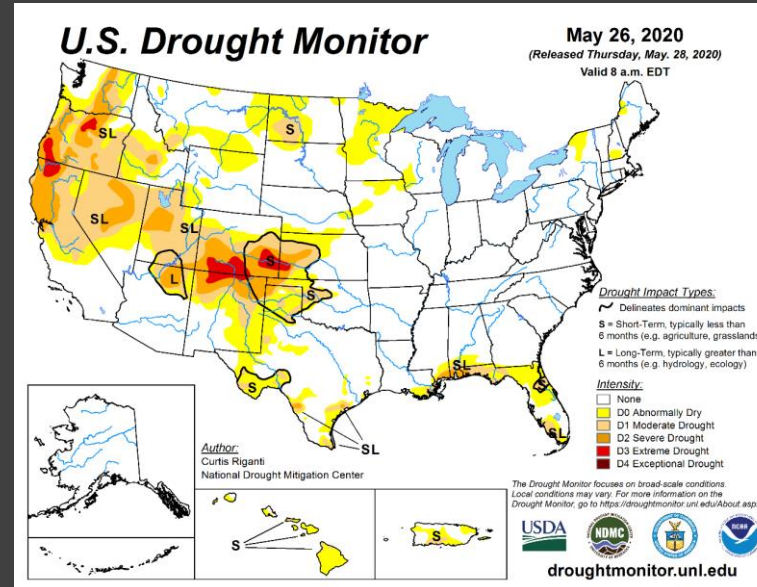 U.S. Drought Monitor
May 26, 2020
(Released Thursday, May. 28, 2020)
Valid 8 a.m. EDT
SL
S
SL
SL
L
S
S
S
SL
SL
S
SL
Drought Impact Types:
Delineates dominant impacts
S = Short-Term, typically less than
6 months (e.g. agriculture, grasslands
L = Long-Term, typically greater than
6 months (e.g. hydrology, ecology)
Intensity:
None
D0 Abnormally Dry
D1 Moderate Drought
D2 Severe Drought
D3 Extreme Drought
D4 Exceptional Drought
Author:
Curtis Riganti
National Drought Mitigation Center
S
S
The Drought Monitor focuses on broad-scale conditions.
Local conditions may vary. For more information on the
Drought Monitor, go to https://droughtmonitor.unl.edu/About.asp
USDA
NDMC
NOAA
droughtmonitor.unl.edu